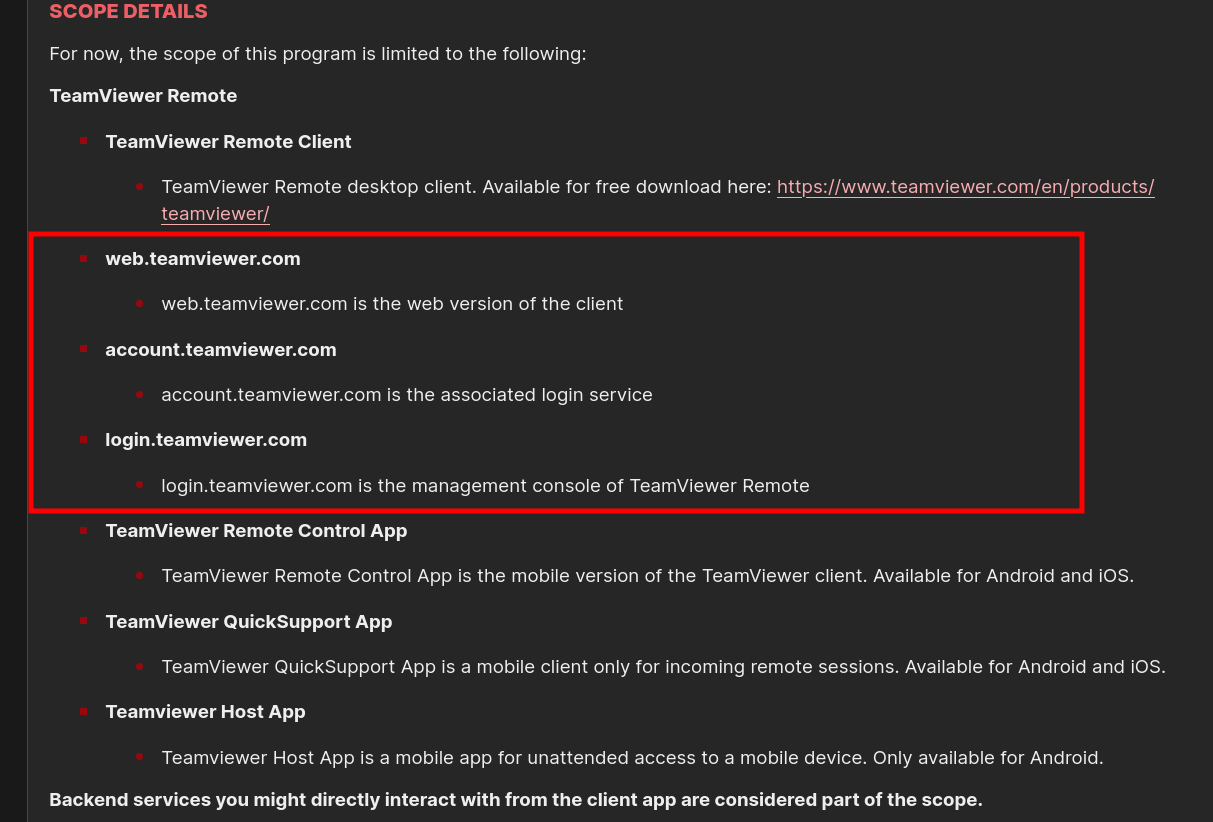 SCOPE DETAILS
For now, the scope of this program is limited to the following:
TeamViewer Remote
TeamViewer Remote Client
TeamViewer Remote desktop client. Available for free download here: https://www.teamviewer.com/en/products/
teamviewer/
web.teamviewer.com
web.teamviewer.com is the web version of the client
account.teamviewer.com
account.teamviewer.com is the associated login service
login.teamviewer.com
login.teamviewer.com is the management console of TeamViewer Remote
TeamViewer Remote Control App
TeamViewer Remote Control App is the mobile version of the TeamViewer client. Available for Android and iOS.
TeamViewer QuickSupport App
TeamViewer QuickSupport App is a mobile client only for incoming remote sessions. Available for Android and iOS.
Teamviewer Host App
Teamviewer Host App is a mobile app for unattended access to a mobile device. Only available for Android.
Backend services you might directly interact with from the client app are considered part of the scope.